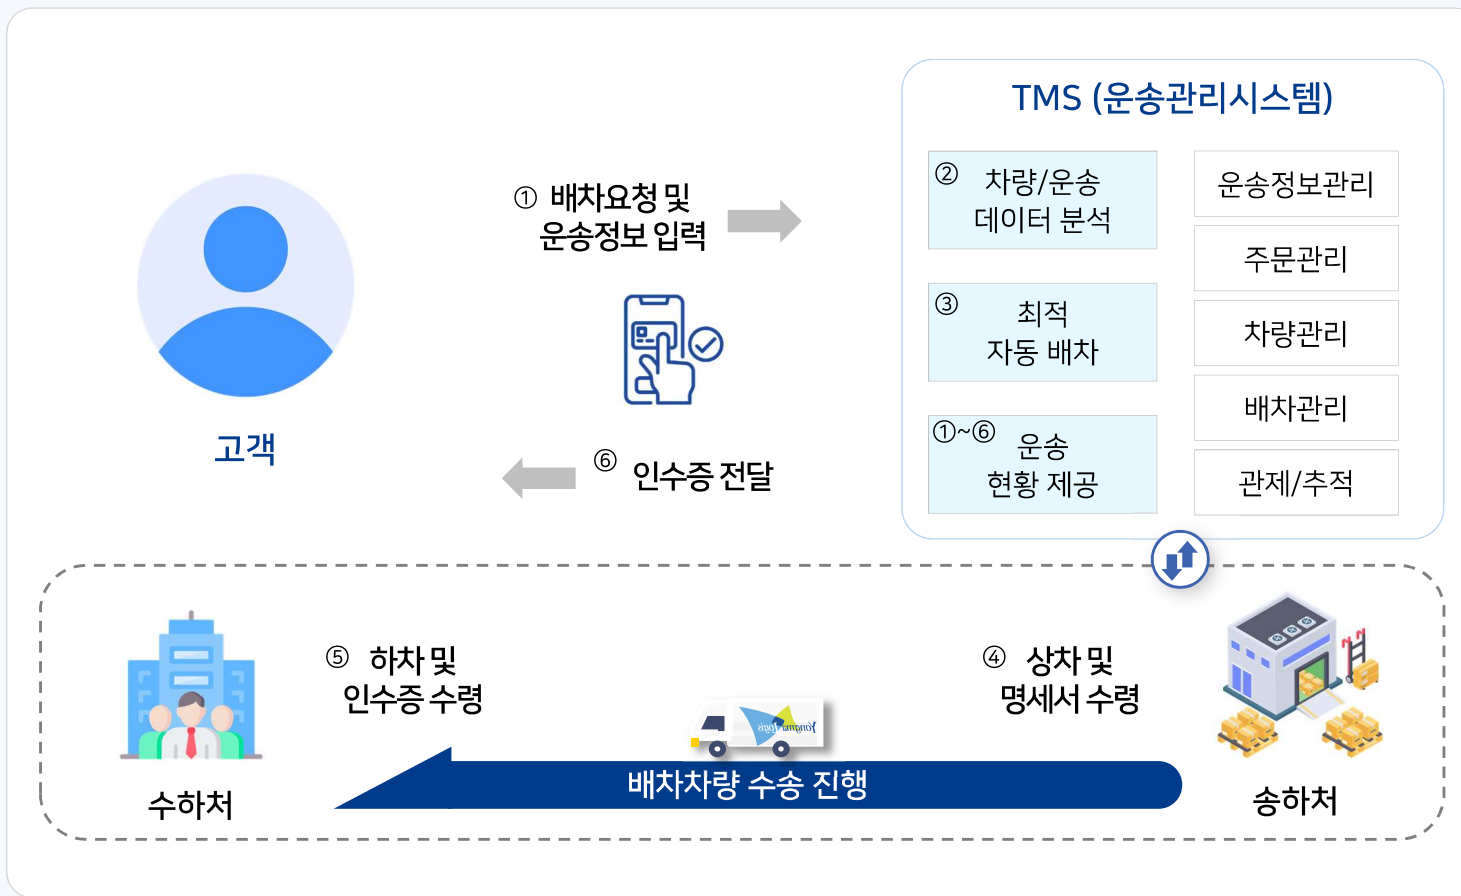 TMS (운송관리시스템)
① 배차요청 및
운송정보 입력
② 차량/운송
데이터 분석
③ 최적
자동 배차
①~⑥ 운송
현황 제공
운송정보관리
주문관리
차량관리
배차관리
관제/추적
고객
⑥ 인수증 전달
⑤ 하차 및
인수증 수령
④ 상차 및
명세서 수령
Yongma Logis
배차차량 수송 진행
수하처
송하처